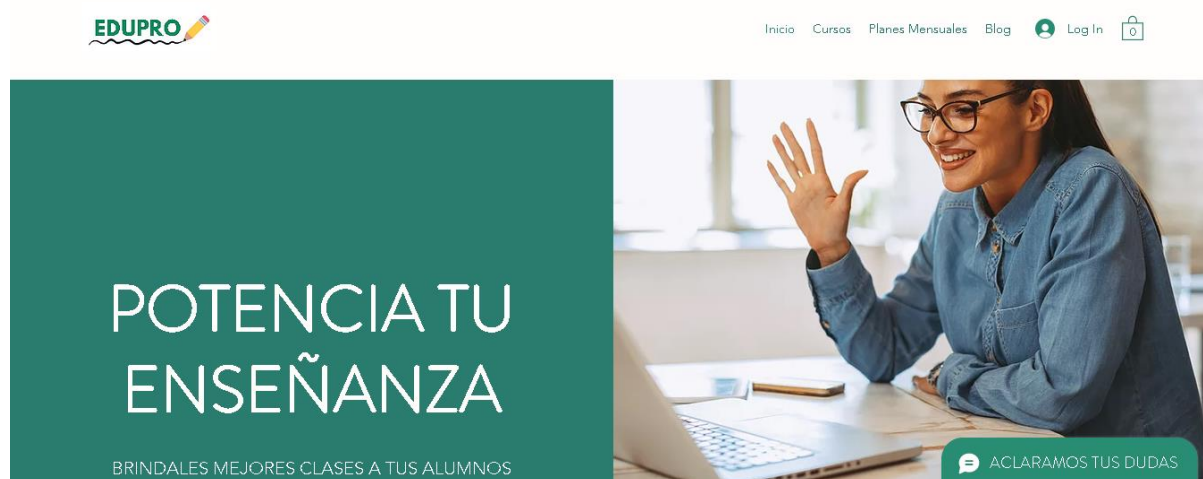 EDUPRO
Inicio Cursos Planes Mensuales Blog Log In 0
POTENCIA TU
ENSEÑANZA
BRINDALES MEJORES CLASES A TUS ALUMNOS
ACLARAMOS TUS DUDAS